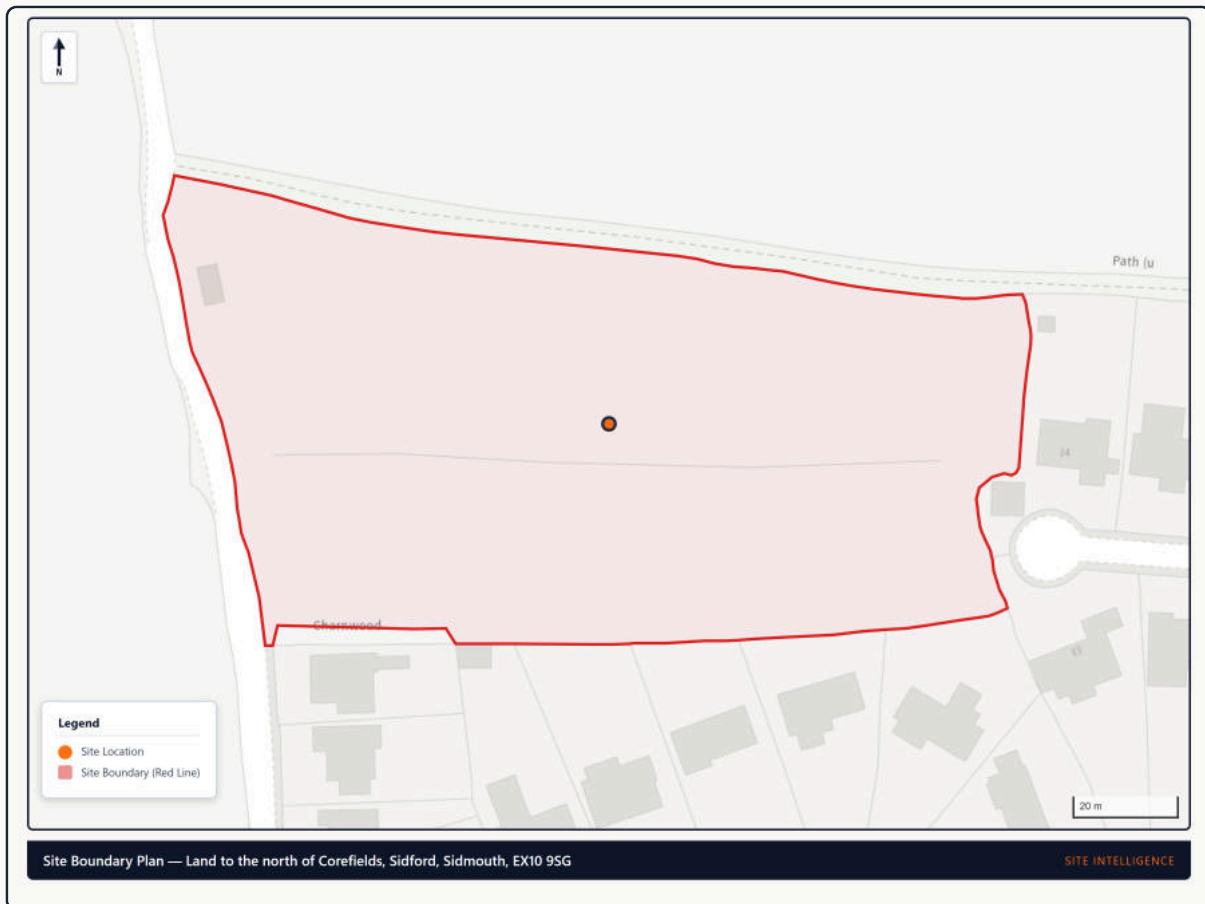 N
Path (u
14
Charnwood
Legend
Site Location
Site Boundary (Red Line)
20 m
Site Boundary Plan — Land to the north of Corefields, Sidford, Sidmouth, EX10 9SG
SITE INTELLIGENCE